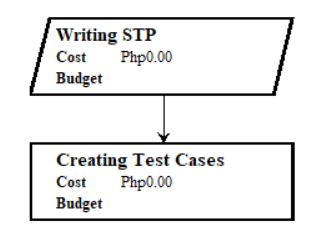 Writing STP
Cost Php0.00
Budget
Creating Test Cases
Cost Php0.00
Budget